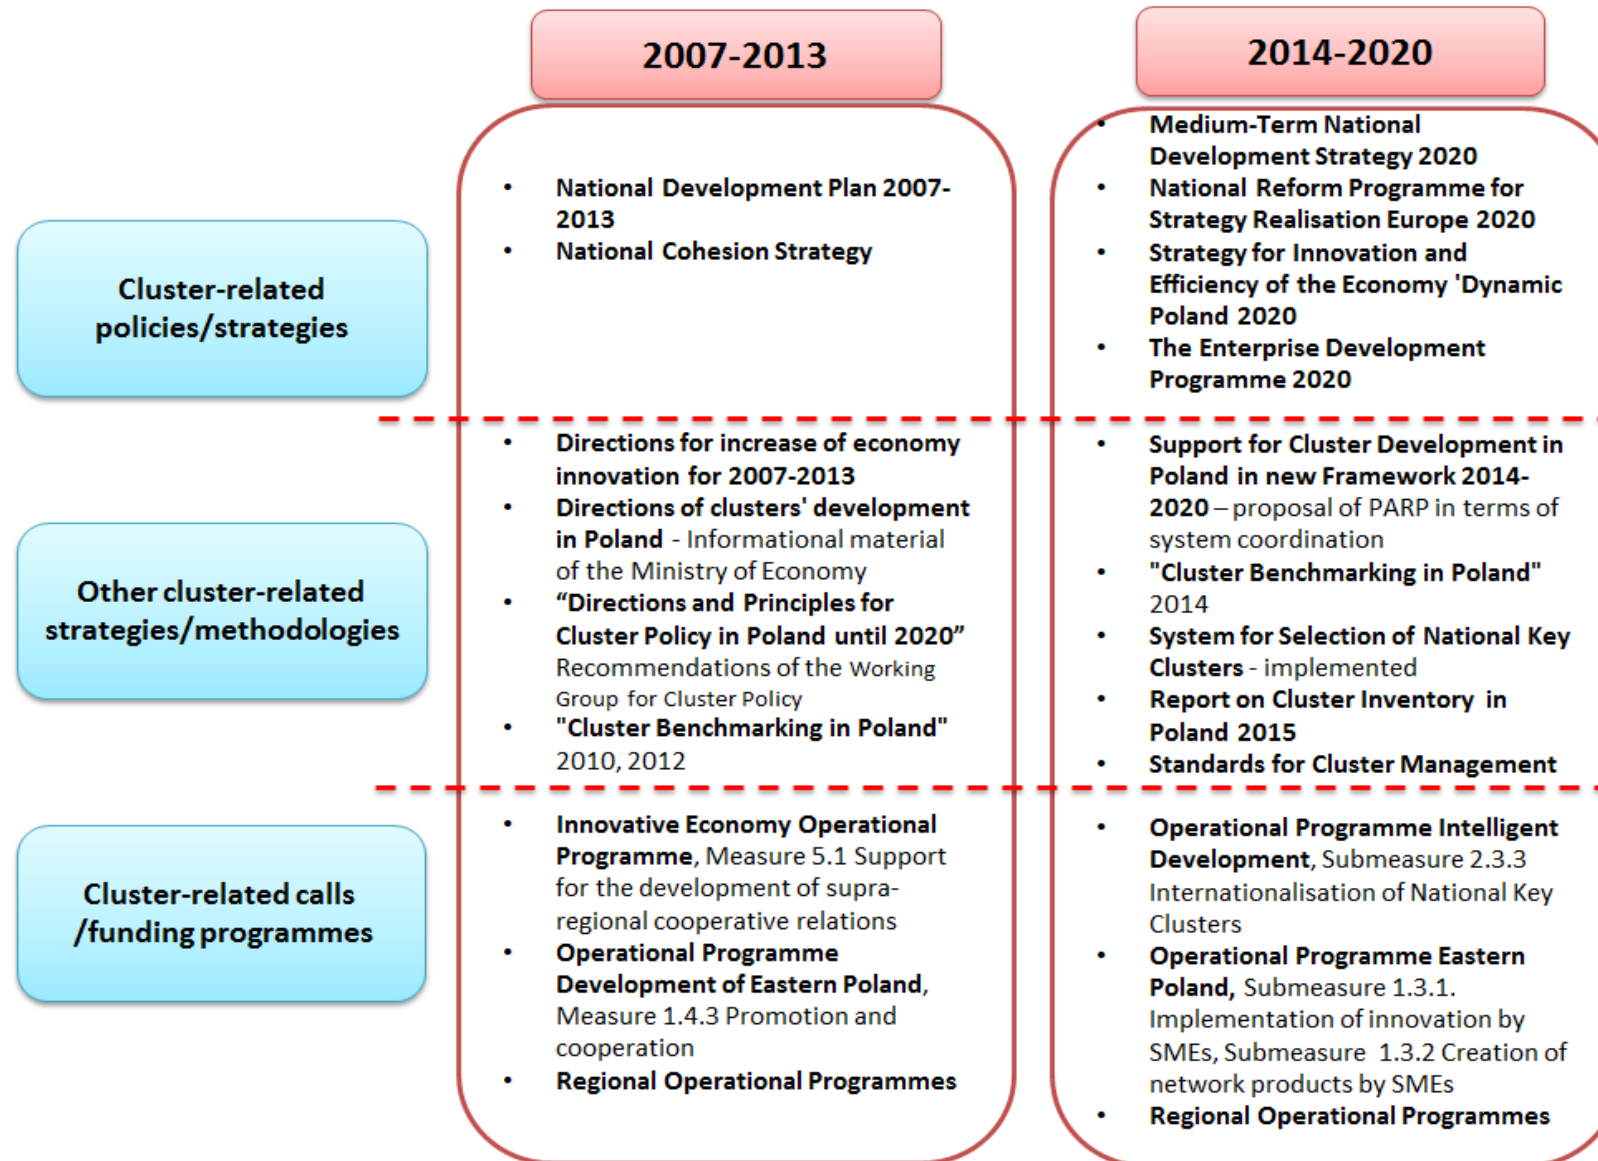 2007-2013
2014-2020
Cluster-related
policies/strategies
• National Development Plan 2007-
2013
• National Cohesion Strategy
• Medium-Term National
Development Strategy 2020
• National Reform Programme for
Strategy Realisation Europe 2020
• Strategy for Innovation and
Efficiency of the Economy 'Dynamic
Poland 2020
• The Enterprise Development
Programme 2020
Other cluster-related
strategies/methodologies
• Directions for increase of economy
innovation for 2007-2013
• Directions of clusters' development
in Poland - Informational material
of the Ministry of Economy
• “Directions and Principles for
Cluster Policy in Poland until 2020”
Recommendations of the Working
Group for Cluster Policy
• "Cluster Benchmarking in Poland"
2010, 2012
• Support for Cluster Development in
Poland in new Framework 2014-
2020 – proposal of PARP in terms of
system coordination
• "Cluster Benchmarking in Poland"
2014
• System for Selection of National Key
Clusters - implemented
• Report on Cluster Inventory in
Poland 2015
• Standards for Cluster Management
Cluster-related calls
/funding programmes
• Innovative Economy Operational
Programme, Measure 5.1 Support
for the development of supra-
regional cooperative relations
• Operational Programme
Development of Eastern Poland,
Measure 1.4.3 Promotion and
cooperation
• Regional Operational Programmes
• Operational Programme Intelligent
Development, Submeasure 2.3.3
Internationalisation of National Key
Clusters
• Operational Programme Eastern
Poland, Submeasure 1.3.1.
Implementation of innovation by
SMEs, Submeasure 1.3.2 Creation of
network products by SMEs
• Regional Operational Programmes